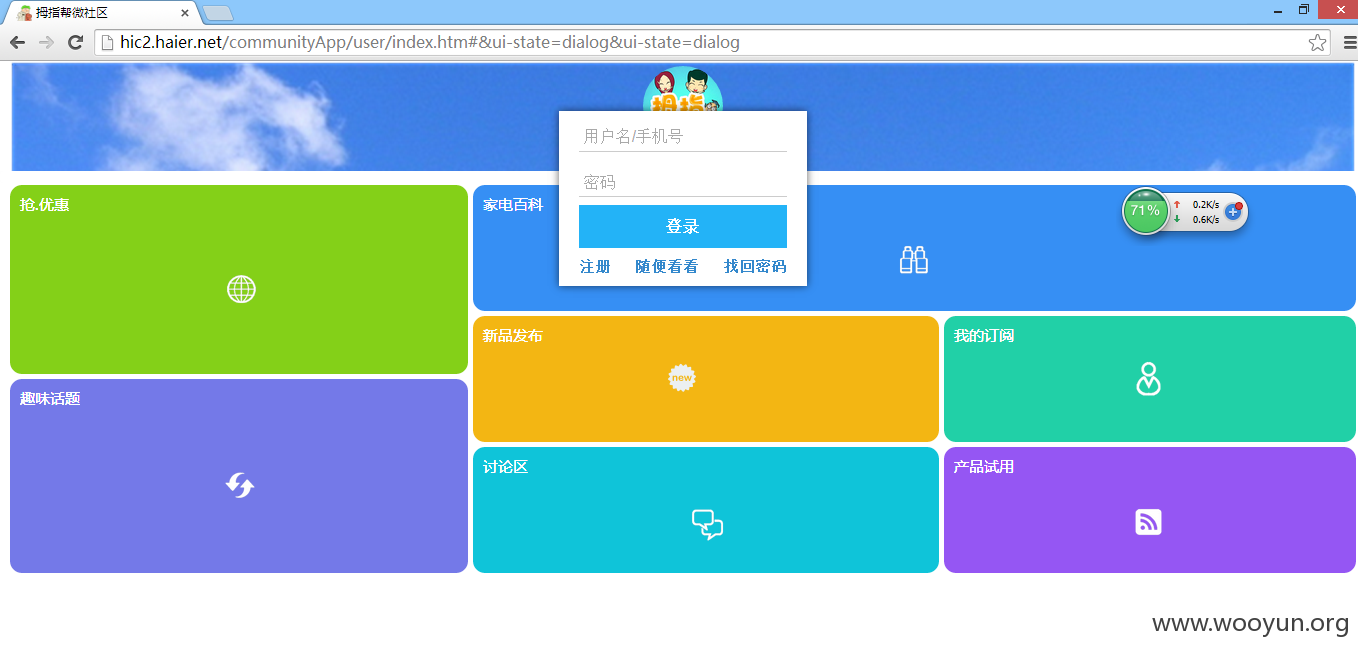 拇指帮微社区
hic2.haier.net/communityApp/user/index.htm#&ui-state=dialog&ui-state=dialog
拇指
用户名/手机号
密码
登录
注册 随便看看 找回密码
抢.优惠
家电百科
71%
0.2K/s
0.6K/s
新品发布
new
我的订阅
趣味话题
讨论区
产品试用
www.wooyun.org